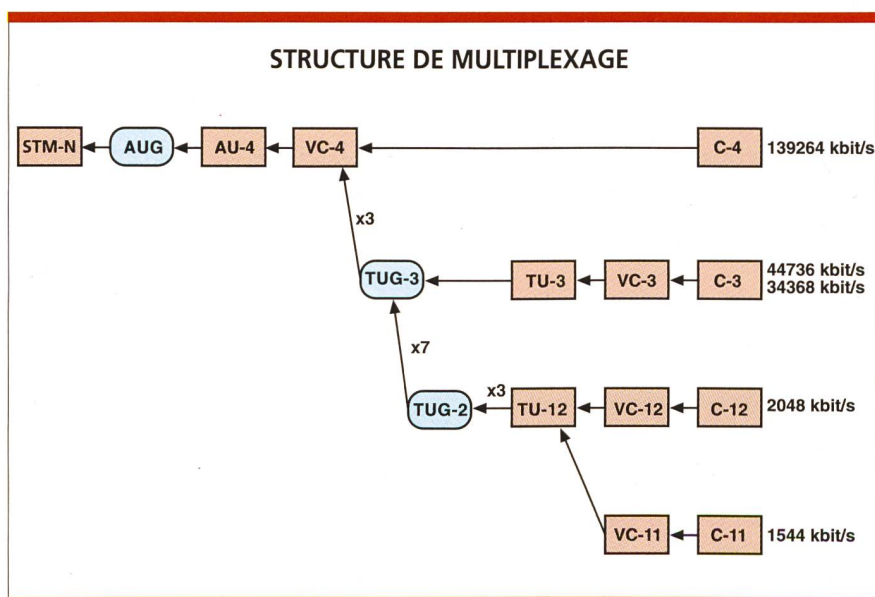 STRUCTURE DE MULTIPLEXAGE
STM-N AUG AU-4 VC-4 C-4 139264 kbit/s
x3
TUG-3 TU-3 VC-3 C-3 44736 kbit/s
34368 kbit/s
x7
x3
TUG-2 TU-12 VC-12 C-12 2048 kbit/s
VC-11 C-11 1544 kbit/s